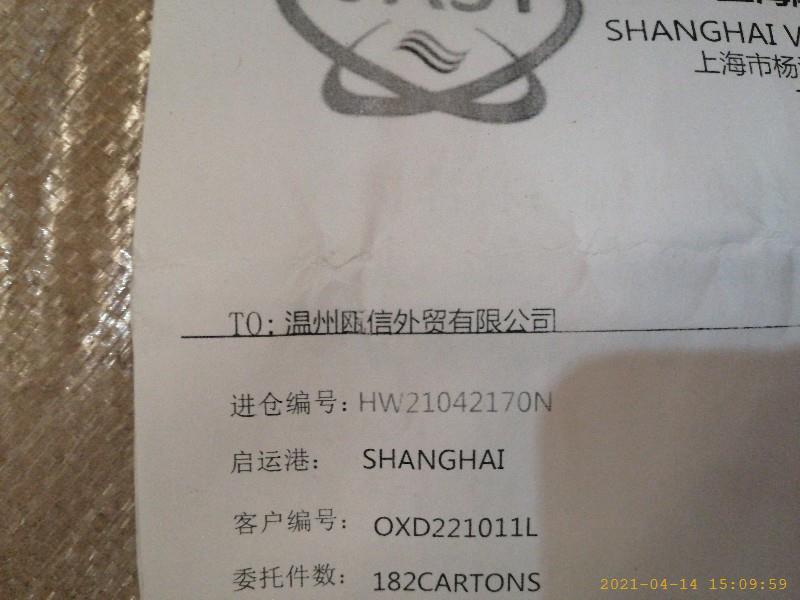 SHANGHAI
上海市杨
TO: 温州瓯信外贸有限公司
进仓编号: HW21042170N
启运港: SHANGHAI
客户编号: OXD221011L
委托件数: 182CARTONS
2021-04-14 15:09:59